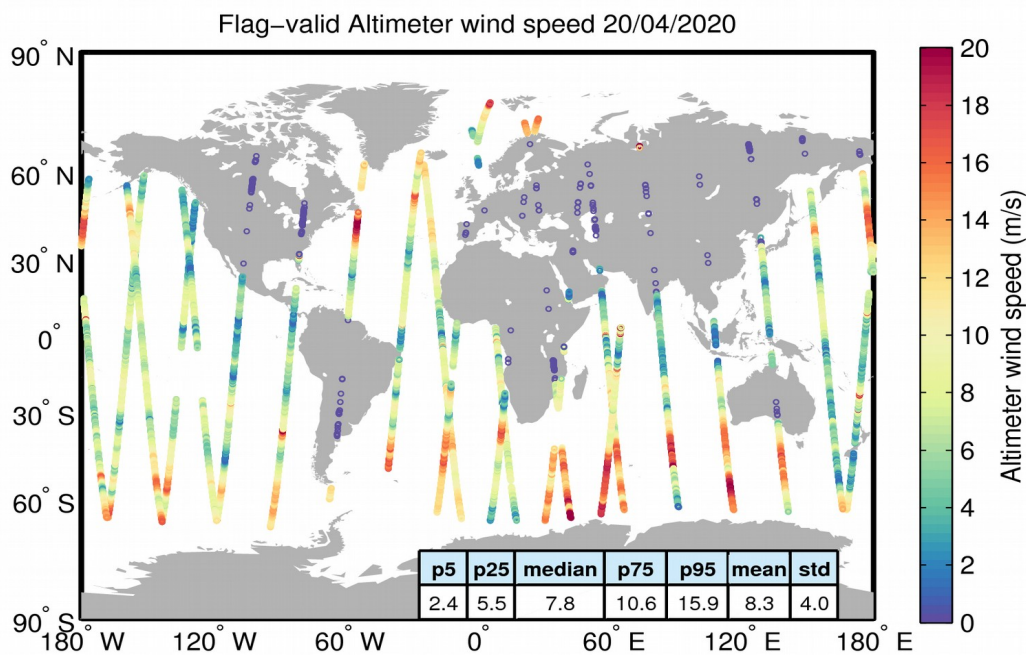 Flag−valid Altimeter wind speed 20/04/2020
90° N
60° N
30° N
0°
30° S
60° S
90° S
180° W
120° W
60° W
0°
60° E
120° E
180° E
p5 p25 median p75 p95 mean std
2.4 5.5 7.8 10.6 15.9 8.3 4.0
20
18
16
14
12
10
8
6
4
2
0
Altimeter wind speed (m/s)